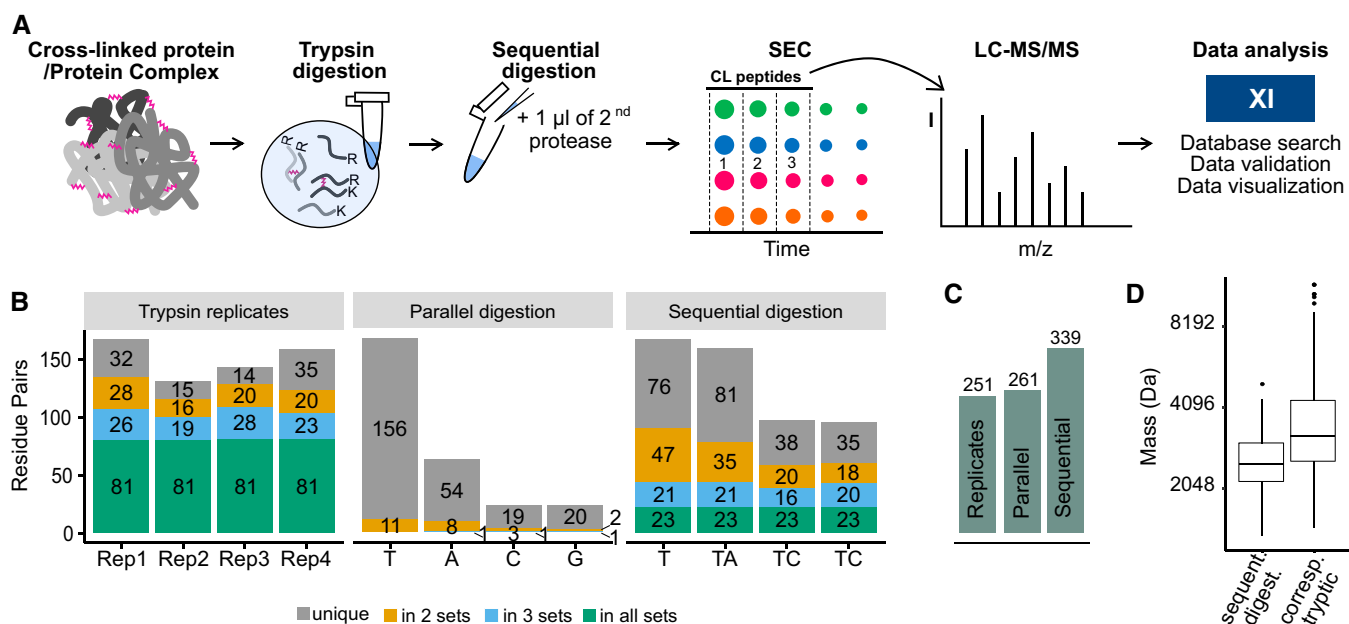 A
Cross-linked protein
/Protein Complex
Trypsin
digestion
R
R
R
R
K
K
Sequential
digestion
+ 1 µl of 2nd
protease
SEC
CL peptides
1 2 3
Time
LC-MS/MS
I
m/z
Data analysis
XI
Database search
Data validation
Data visualization
B
Residue Pairs
150
100
50
0
Trypsin replicates
32 15 14 35
28 16 20 20
26 19 28 23
81 81 81 81
Rep1 Rep2 Rep3 Rep4
Parallel digestion
156 54 19 20
11 8 3 2
1 1 1
T A C G
Sequential digestion
76 81 38 35
47 35 20 18
21 21 16 20
23 23 23 23
T TA TC TC
unique in 2 sets in 3 sets in all sets
C
251 261 339
Replicates
Parallel
Sequential
D
Mass (Da)
8192
4096
2048
sequent.
digest.
corresp.
tryptic